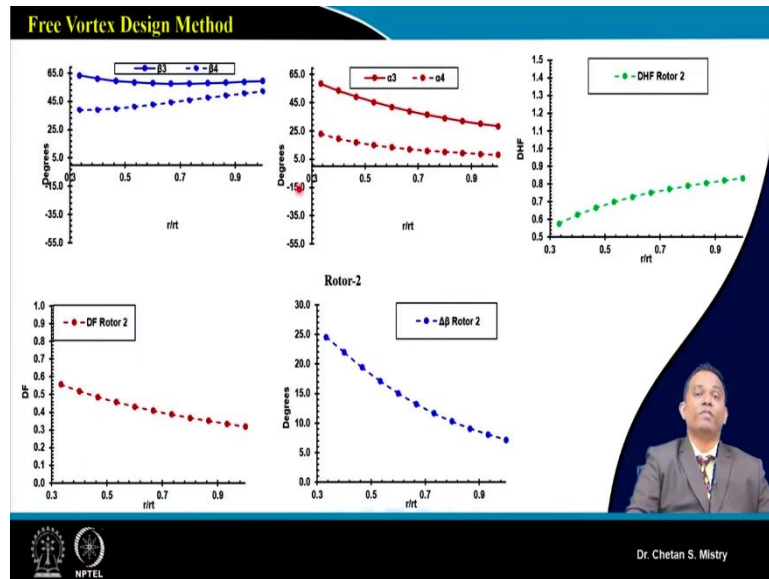 Free Vortex Design Method
β3 β4
65.0
45.0
25.0
5.0
-15.0
-35.0
-55.0
Degrees
0.3 0.5 0.7 0.9
r/rt
α3 α4
65.0
45.0
25.0
5.0
-15.0
-35.0
-55.0
Degrees
0.3 0.5 0.7 0.9
r/rt
DHF Rotor 2
1.5
1.4
1.3
1.2
1.1
1.0
0.9
0.8
0.7
0.6
0.5
DHF
0.3 0.5 0.7 0.9
r/rt
Rotor-2
DF Rotor 2
1.0
0.9
0.8
0.7
0.6
0.5
0.4
0.3
0.2
0.1
0.0
DF
0.3 0.5 0.7 0.9
r/rt
Δβ Rotor 2
30.0
25.0
20.0
15.0
10.0
5.0
0.0
Degrees
0.3 0.5 0.7 0.9
r/rt
NPTEL
Dr. Chetan S. Mistry